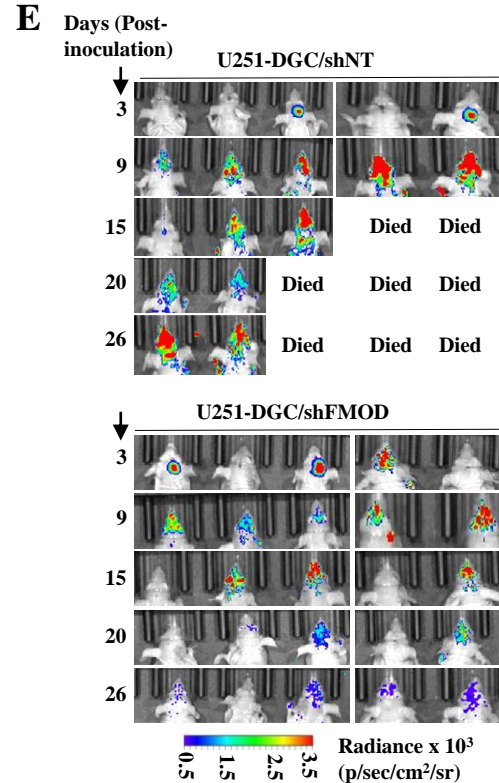 E
Days (Post-
inoculation)
U251-DGC/shNT
3
9
15 Died Died
20 Died Died Died
26 Died Died Died
U251-DGC/shFMOD
3
9
15
20
26
0.5 1.5 2.5 3.5
Radiance x 10³
(p/sec/cm²/sr)